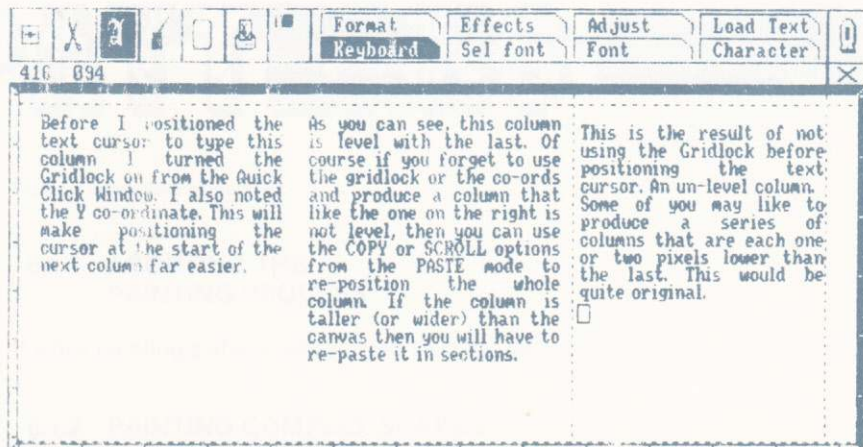 Format Effects Adjust Load Text
Keyboard Sel font Font Character
416 094
Before I positioned the
text cursor to type this
column I turned the
Gridlock on from the Quick
Click Window. I also noted
the Y co-ordinate. This will
make positioning the
cursor at the start of the
next column far easier.
As you can see, this column
is level with the last. Of
course if you forget to use
the gridlock or the co-ords
and produce a column that
like the one on the right is
not level, then you can use
the COPY or SCROLL options
from the PASTE mode to
re-position the whole
column. If the column is
taller (or wider) than the
canvas then you will have to
re-paste it in sections.
This is the result of not
using the Gridlock before
positioning the text
cursor. An un-level column.
Some of you may like to
produce a series of
columns that are each one
or two pixels lower than
the last. This would be
quite original.